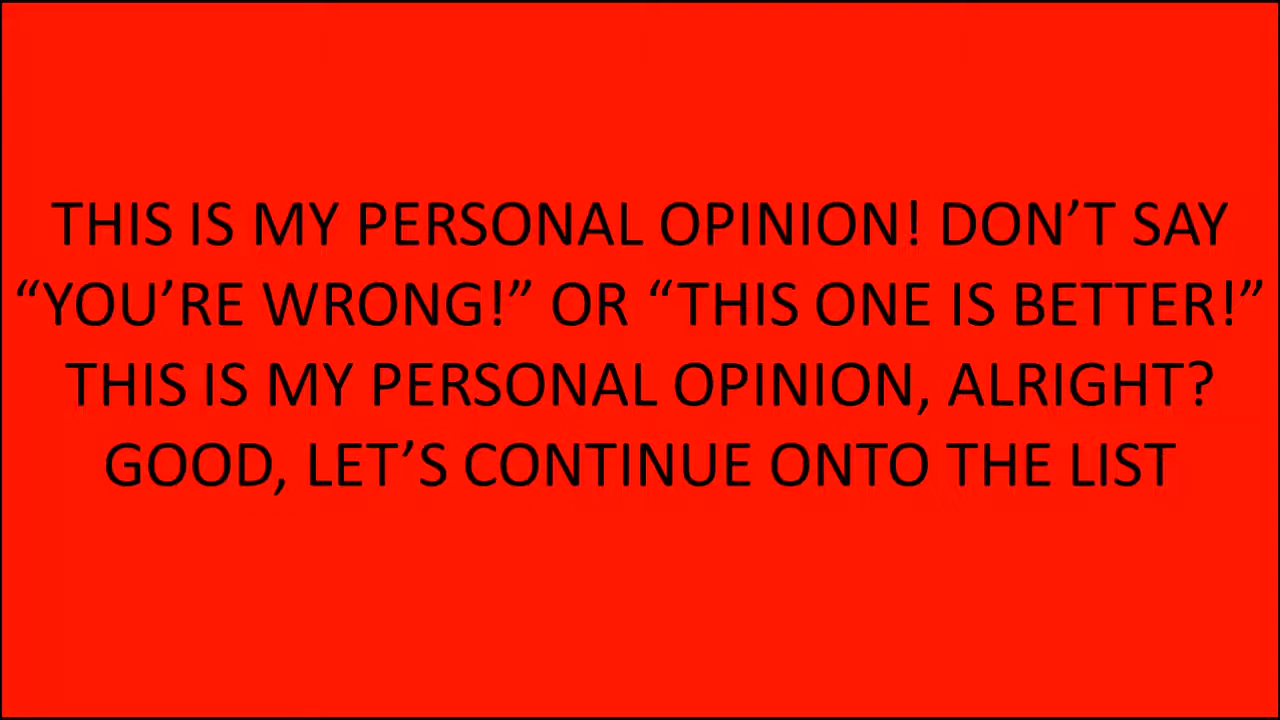 THIS IS MY PERSONAL OPINION! DON’T SAY
“YOU’RE WRONG!” OR “THIS ONE IS BETTER!”
THIS IS MY PERSONAL OPINION, ALRIGHT?
GOOD, LET’S CONTINUE ONTO THE LIST